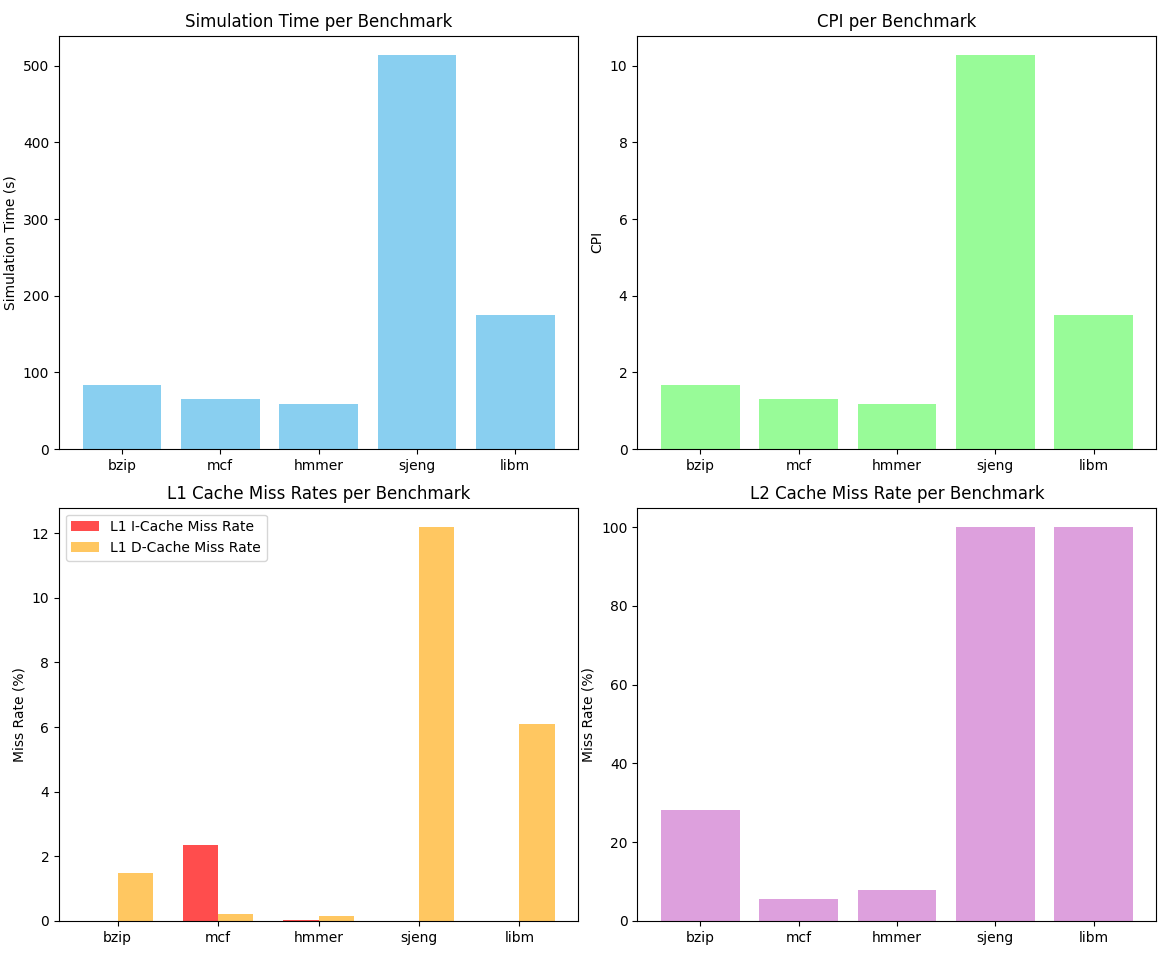 Simulation Time per Benchmark
Simulation Time (s)
500
400
300
200
100
0
bzip mcf hmmer sjeng libm
CPI per Benchmark
CPI
10
8
6
4
2
0
bzip mcf hmmer sjeng libm
L1 Cache Miss Rates per Benchmark
L1 I-Cache Miss Rate
L1 D-Cache Miss Rate
Miss Rate (%)
12
10
8
6
4
2
0
bzip mcf hmmer sjeng libm
L2 Cache Miss Rate per Benchmark
Miss Rate (%)
100
80
60
40
20
0
bzip mcf hmmer sjeng libm